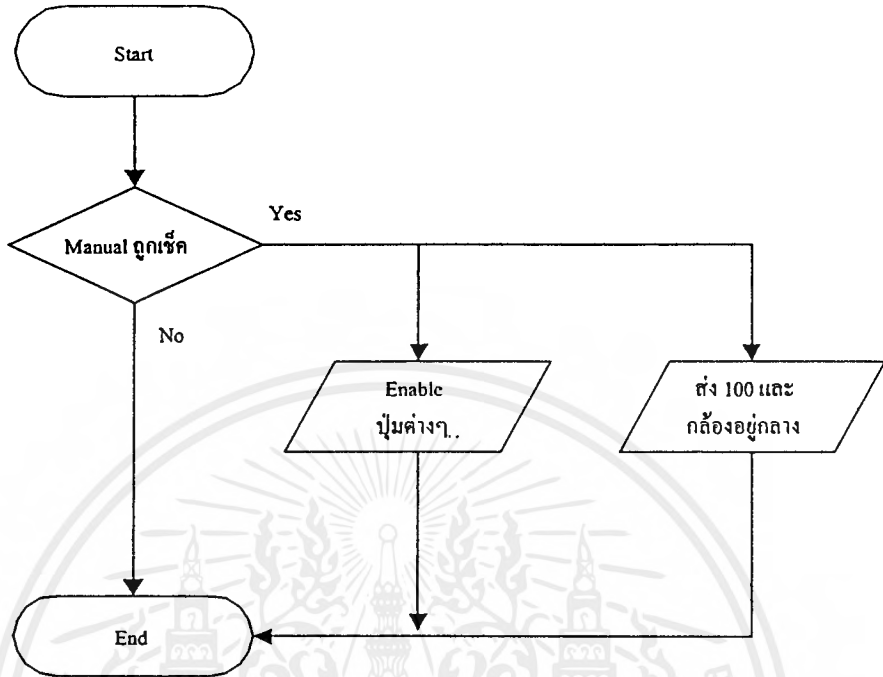 Start
Yes
Manual ถูกเช็ค
No
Enable
ปุ่มต่างๆ..
ส่ง 100 และ
กล้องอยู่กลาง
End